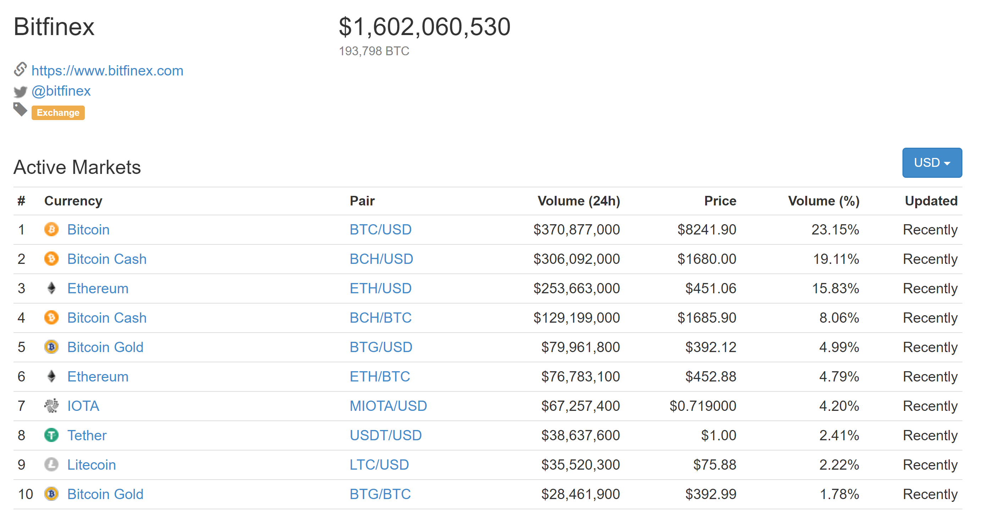 Bitfinex
$1,602,060,530
193,798 BTC
https://www.bitfinex.com
@bitfinex
Exchange
Active Markets
USD
# Currency Pair Volume (24h) Price Volume (%) Updated
1 Bitcoin BTC/USD $370,877,000 $8241.90 23.15% Recently
2 Bitcoin Cash BCH/USD $306,092,000 $1680.00 19.11% Recently
3 Ethereum ETH/USD $253,663,000 $451.06 15.83% Recently
4 Bitcoin Cash BCH/BTC $129,199,000 $1685.90 8.06% Recently
5 Bitcoin Gold BTG/USD $79,961,800 $392.12 4.99% Recently
6 Ethereum ETH/BTC $76,783,100 $452.88 4.79% Recently
7 IOTA MIOTA/USD $67,257,400 $0.719000 4.20% Recently
8 Tether USDT/USD $38,637,600 $1.00 2.41% Recently
9 Litecoin LTC/USD $35,520,300 $75.88 2.22% Recently
10 Bitcoin Gold BTG/BTC $28,461,900 $392.99 1.78% Recently